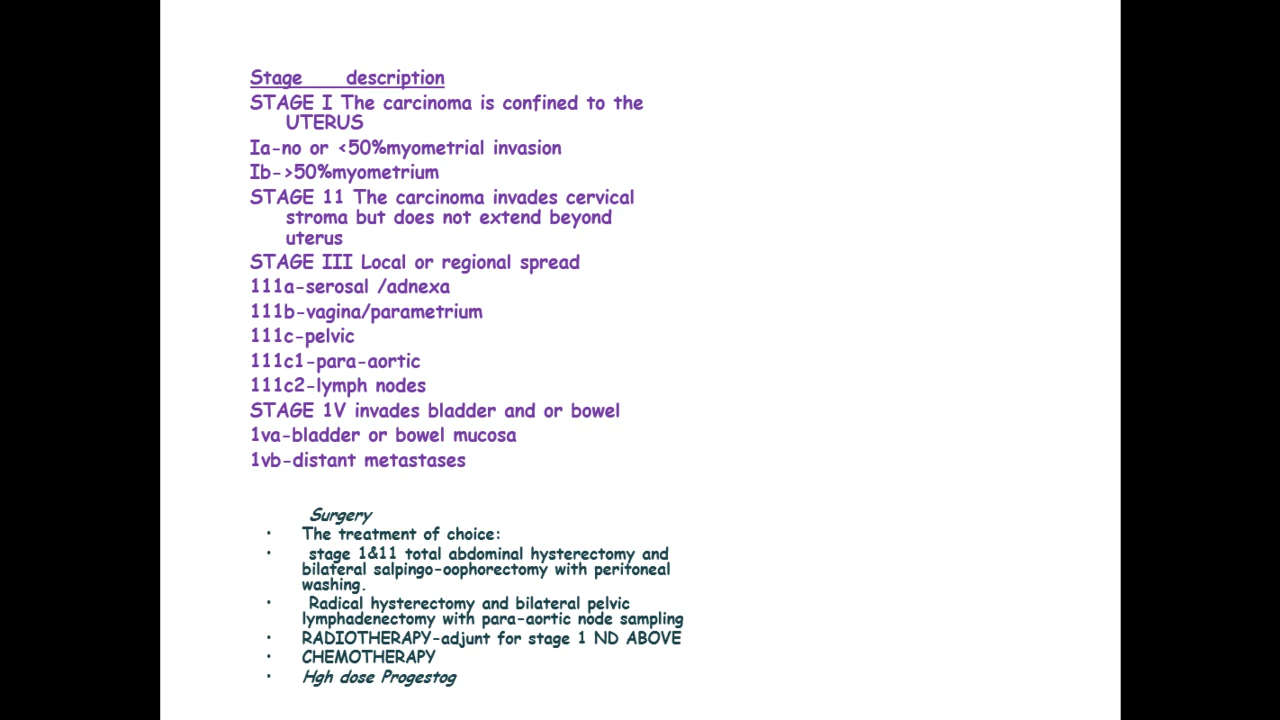 Stage description
STAGE I The carcinoma is confined to the
UTERUS
Ia-no or <50%myometrial invasion
Ib->50%myometrium
STAGE 11 The carcinoma invades cervical
stroma but does not extend beyond
uterus
STAGE III Local or regional spread
111a-serosal /adnexa
111b-vagina/parametrium
111c-pelvic
111c1-para-aortic
111c2-lymph nodes
STAGE 1V invades bladder and or bowel
1va-bladder or bowel mucosa
1vb-distant metastases
Surgery
• The treatment of choice:
• stage 1&11 total abdominal hysterectomy and
bilateral salpingo-oophorectomy with peritoneal
washing.
• Radical hysterectomy and bilateral pelvic
lymphadenectomy with para-aortic node sampling
• RADIOTHERAPY-adjunt for stage 1 ND ABOVE
• CHEMOTHERAPY
• Hgh dose Progestog